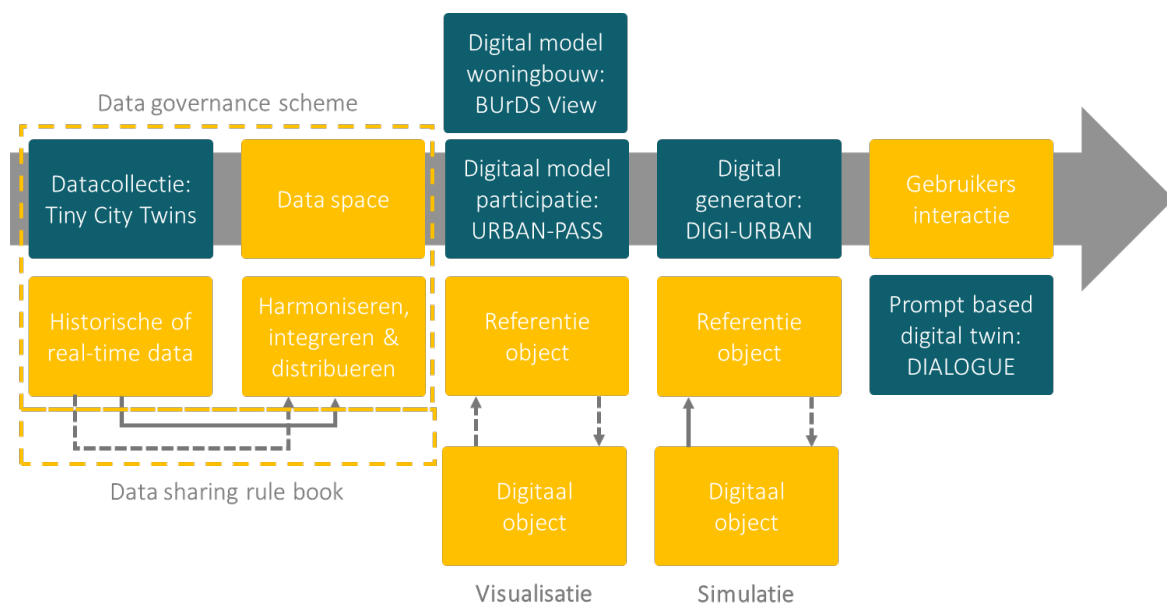 Digital model
woningbouw:
BUrDS View
Data governance scheme
Datacollectie:
Tiny City Twins
Data space
Digitaal model
participatie:
URBAN-PASS
Digital
generator:
DIGI-URBAN
Gebruikers
interactie
Historische of
real-time data
Harmoniseren,
integreren &
distribueren
Referentie
object
Referentie
object
Prompt based
digital twin:
DIALOGUE
Data sharing rule book
Digitaal
object
Digitaal
object
Visualisatie
Simulatie